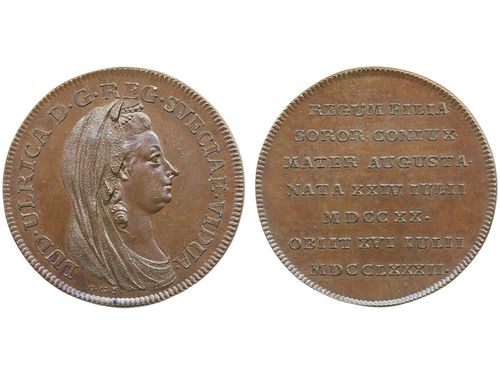 LUD·ULRICA·D·G·REG·SVECIAE·VIDUA·
REGUM FILIA
SOROR CONIUX
MATER AUGUSTA
NATA XXIV IULII
MDCCXX·
OBIIT XVI IULII
MDCCLXXXII·